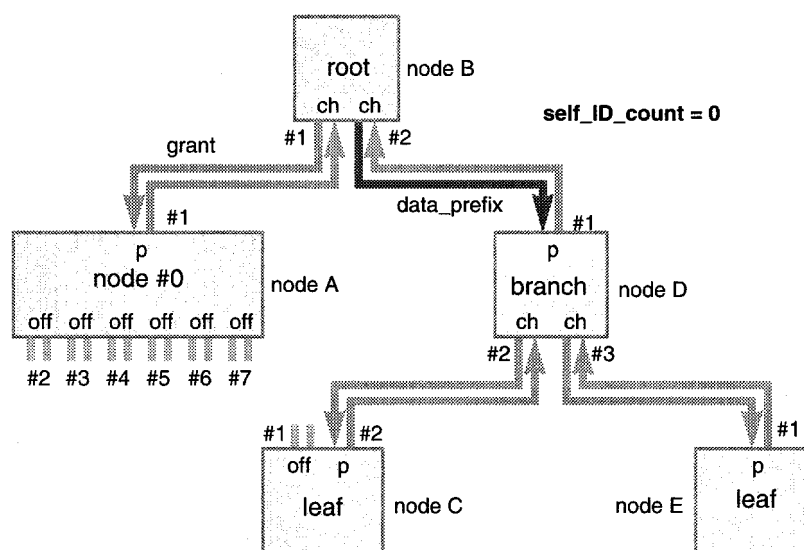 root
node B
ch ch
self_ID_count = 0
#1 #2
grant
data_prefix
#1 #1
p
node #0
node A
off off off off off off
#2 #3 #4 #5 #6 #7
p
branch
node D
ch ch
#2 #3
#1 #2
off p
leaf
node C
#1
p
leaf
node E